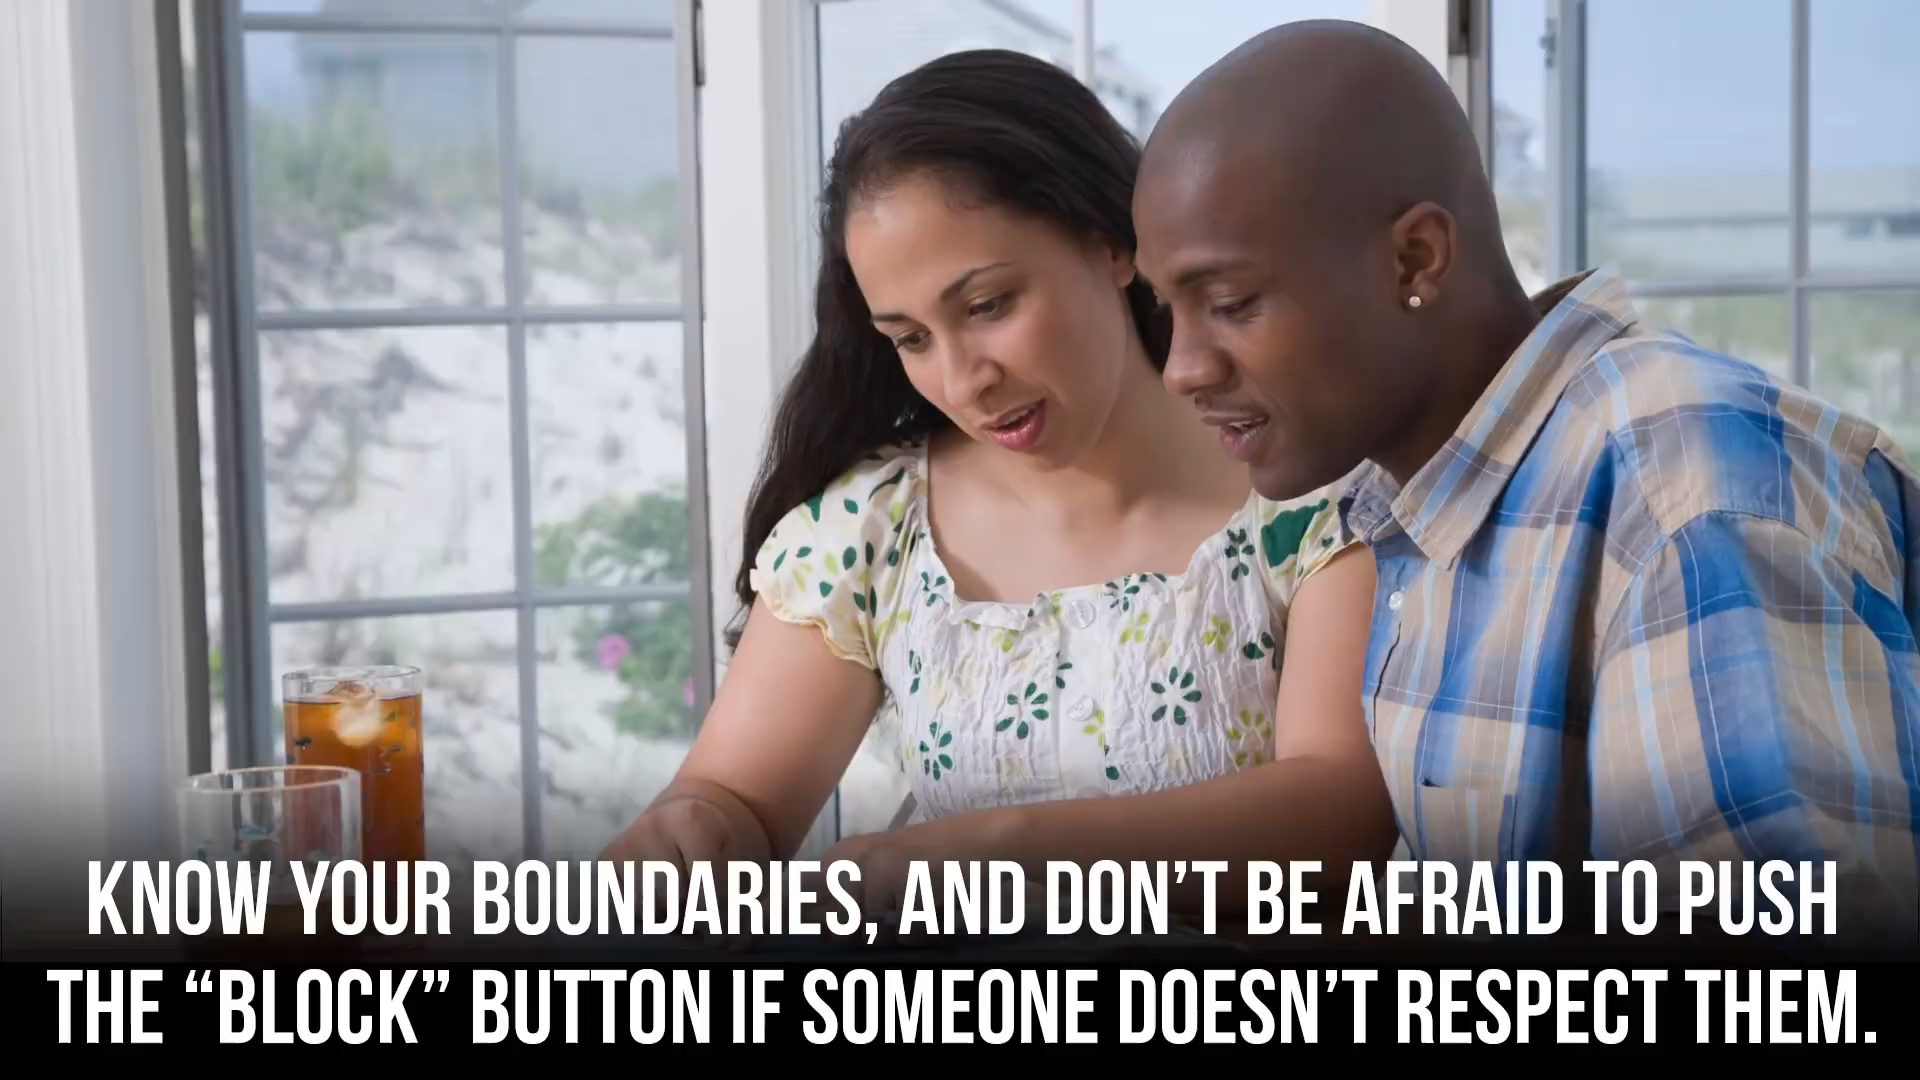 KNOW YOUR BOUNDARIES, AND DON'T BE AFRAID TO PUSH
THE “BLOCK” BUTTON IF SOMEONE DOESN'T RESPECT THEM.